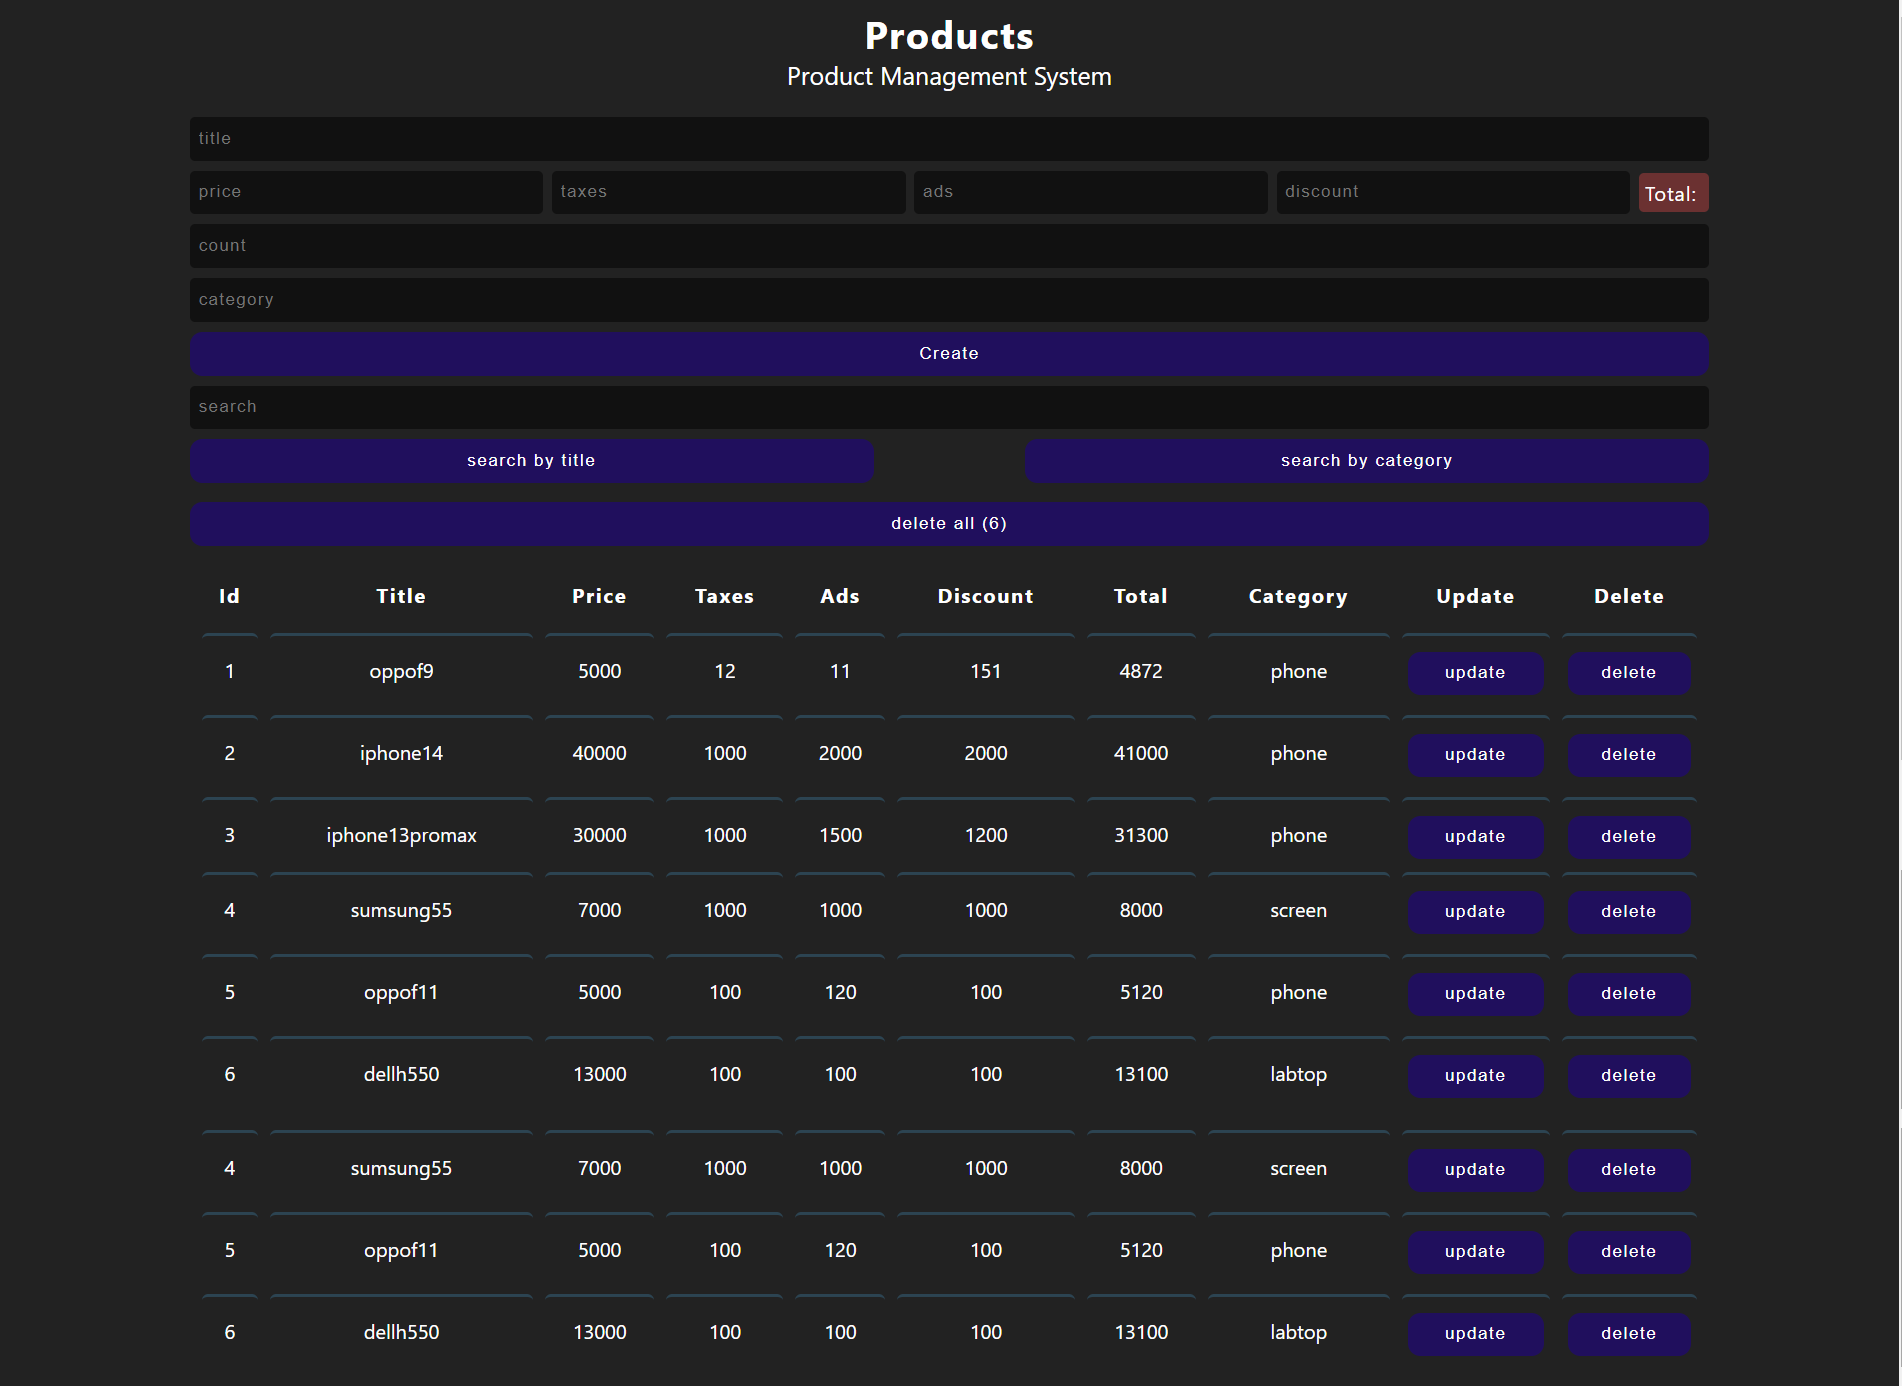 Products
Product Management System
title
price taxes ads discount Total:
count
category
Create
search
search by title search by category
delete all (6)
Id Title Price Taxes Ads Discount Total Category Update Delete
1 oppof9 5000 12 11 151 4872 phone update delete
2 iphone14 40000 1000 2000 2000 41000 phone update delete
3 iphone13promax 30000 1000 1500 1200 31300 phone update delete
4 sumsung55 7000 1000 1000 1000 8000 screen update delete
5 oppof11 5000 100 120 100 5120 phone update delete
6 dellh550 13000 100 100 100 13100 labtop update delete
4 sumsung55 7000 1000 1000 1000 8000 screen update delete
5 oppof11 5000 100 120 100 5120 phone update delete
6 dellh550 13000 100 100 100 13100 labtop update delete